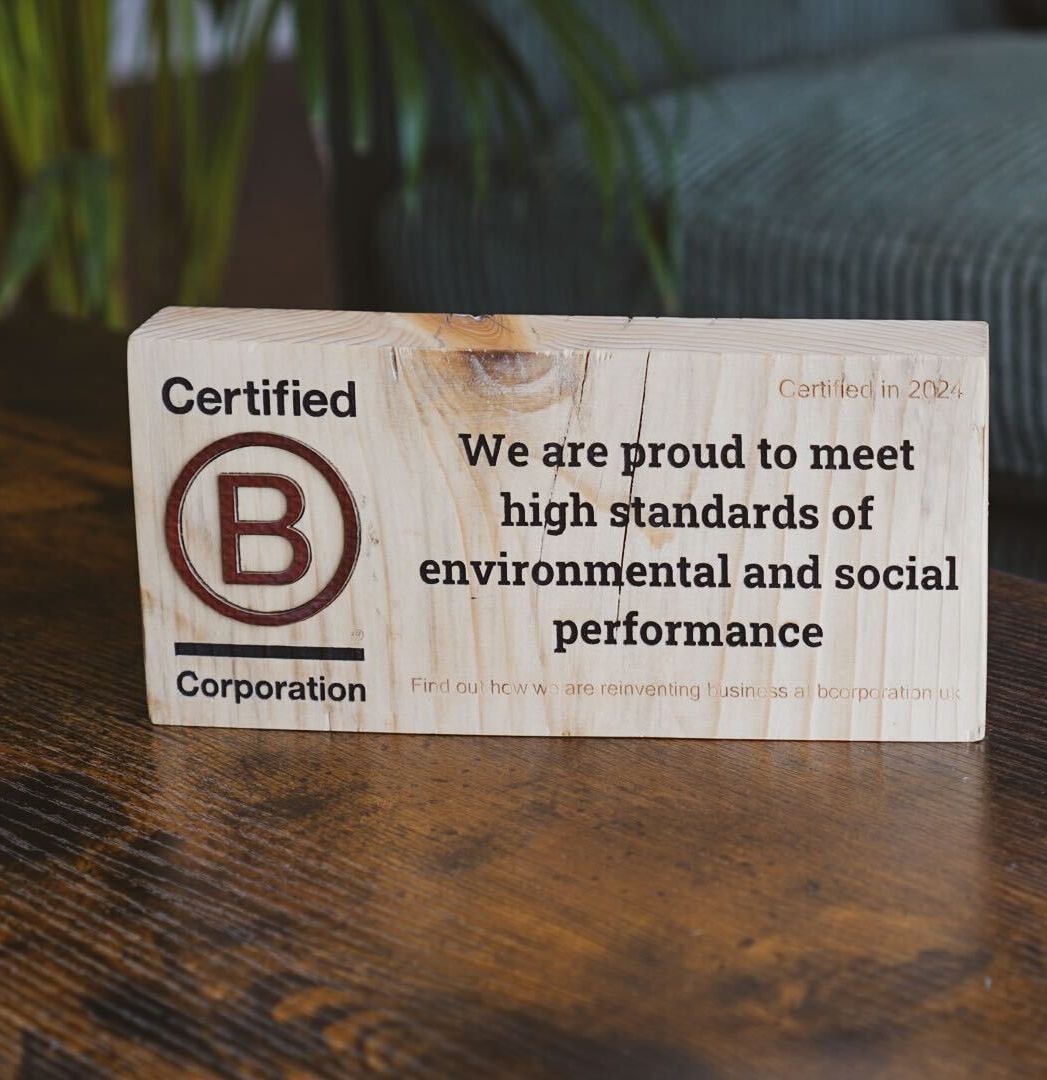 Certified
B
®
Corporation
Certified in 2024
We are proud to meet
high standards of
environmental and social
performance
Find out how we are reinventing business at bcorporation.uk